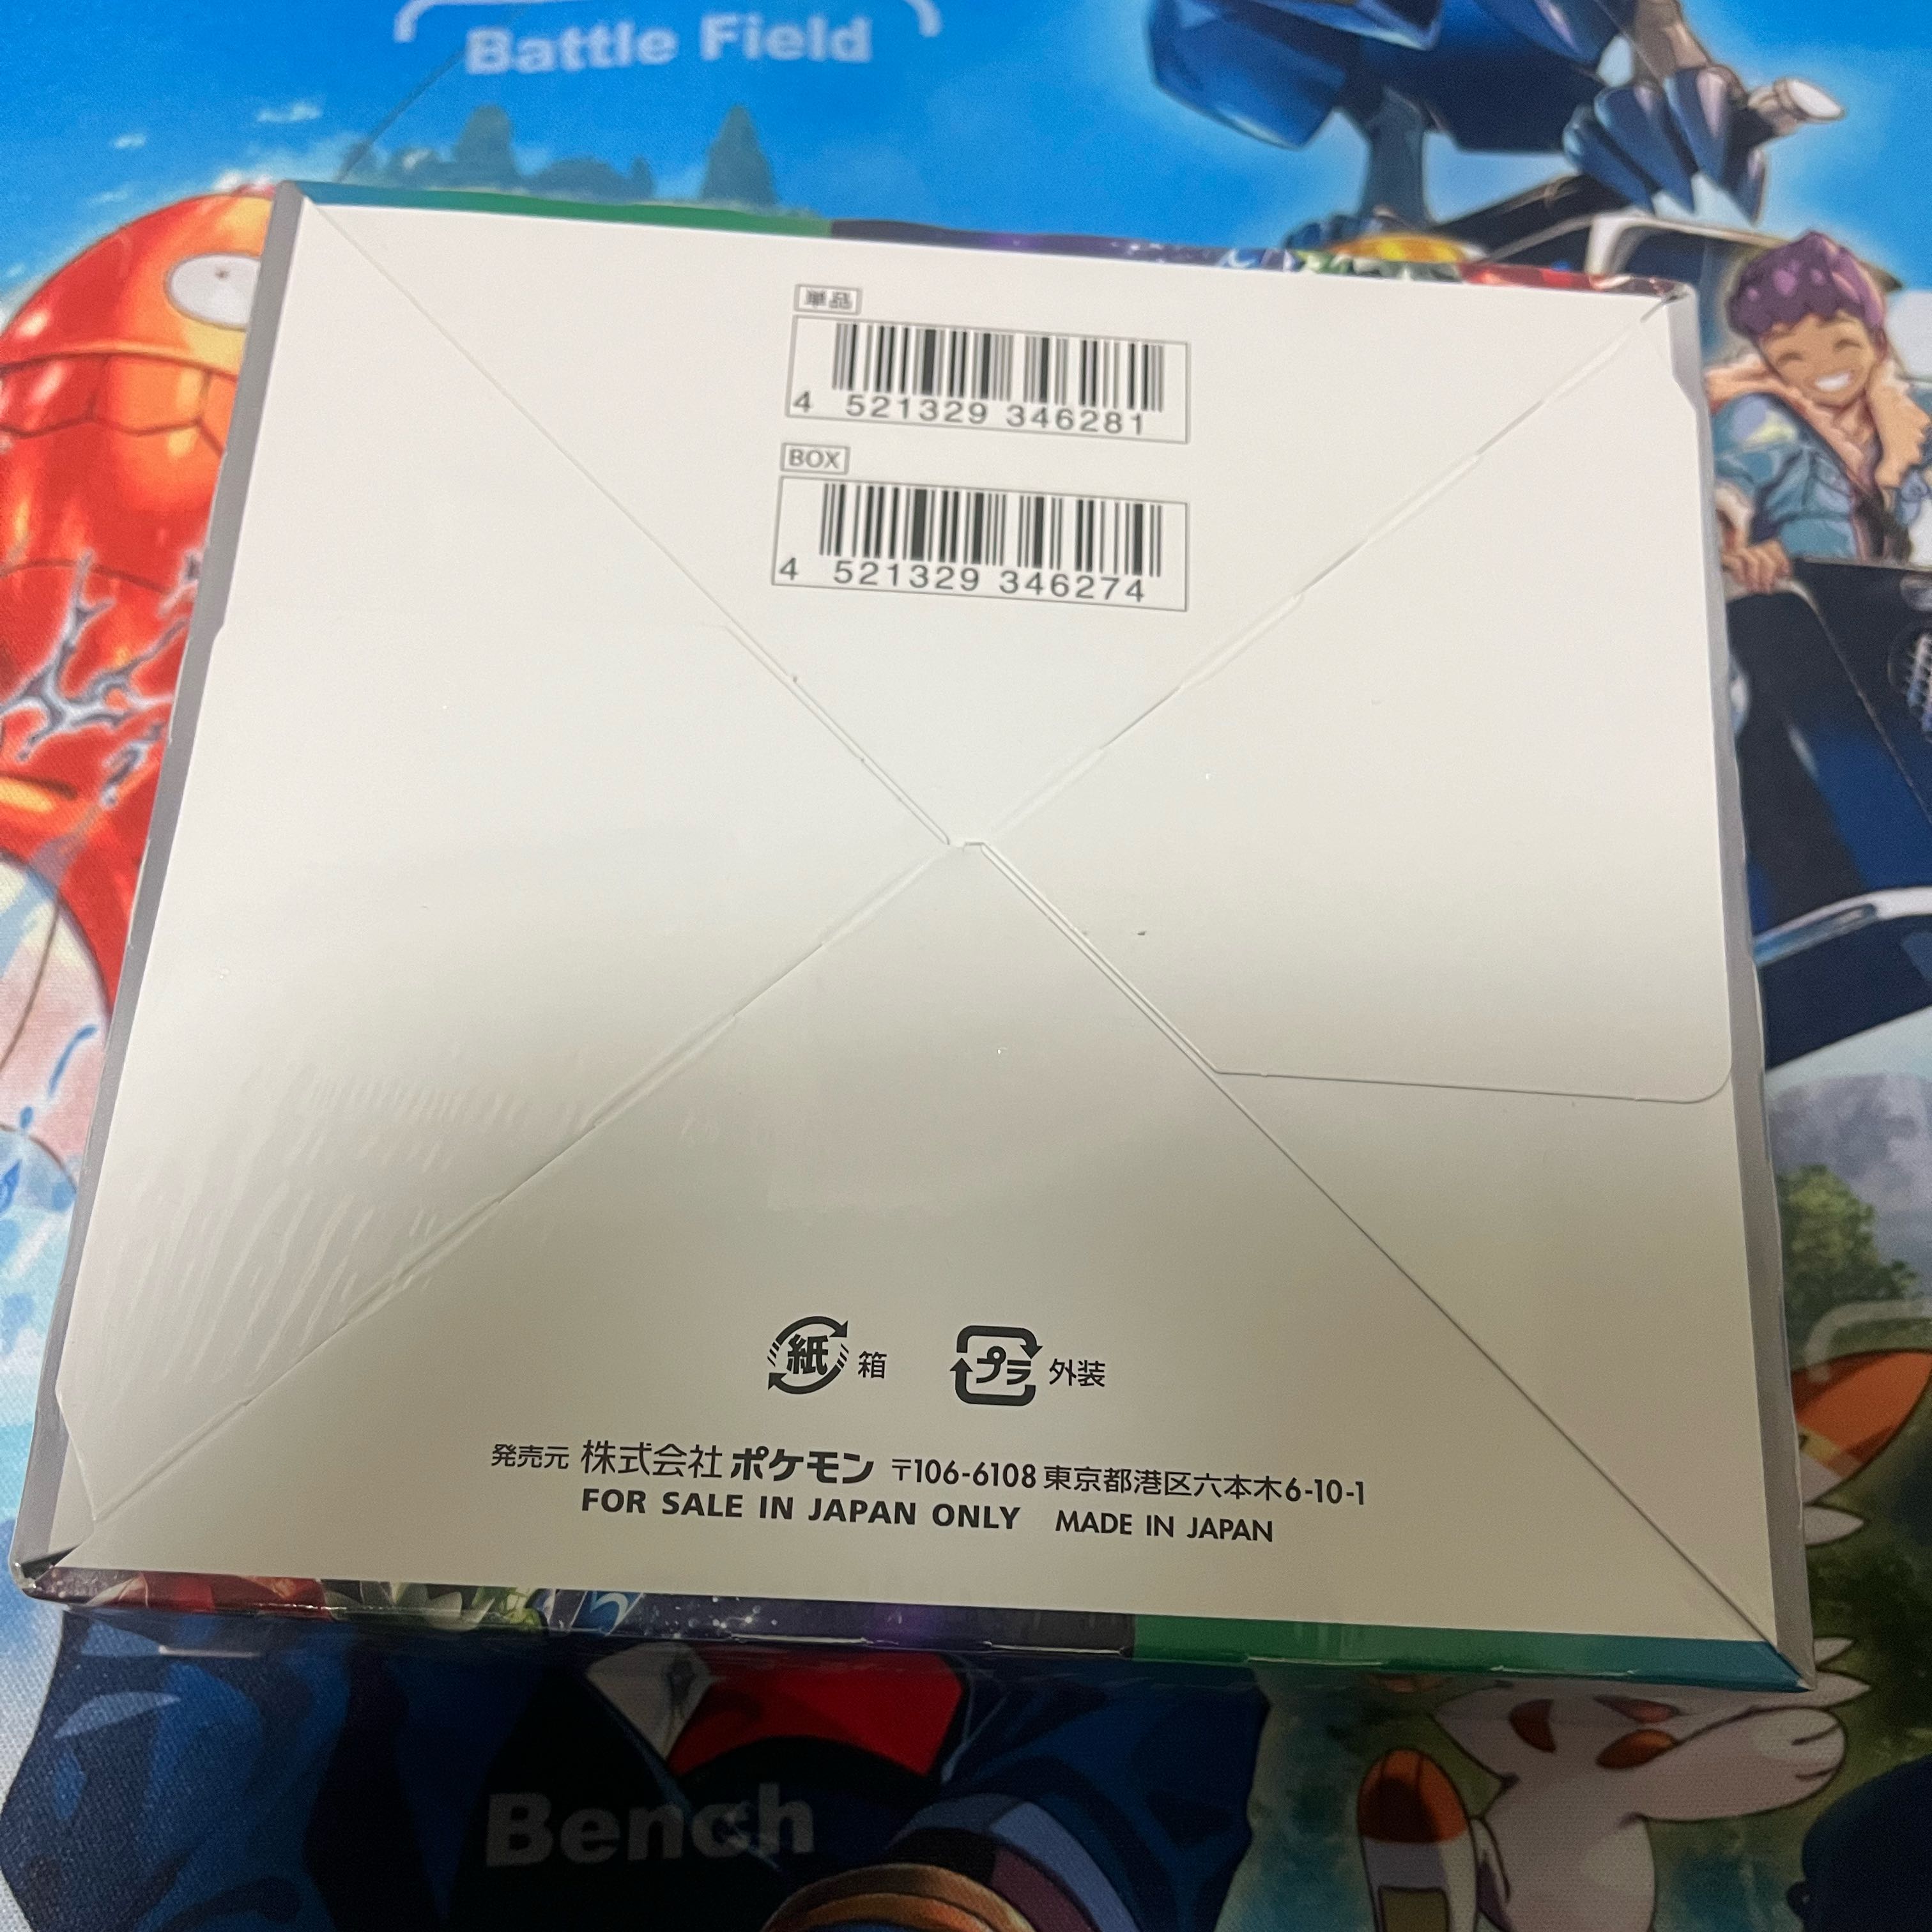 Battle Field
単品
4 521329 346281
BOX
4 521329 346274
紙 箱 プラ 外装
発売元 株式会社ポケモン 〒106-6108 東京都港区六本木6-10-1
FOR SALE IN JAPAN ONLY MADE IN JAPAN
Bench